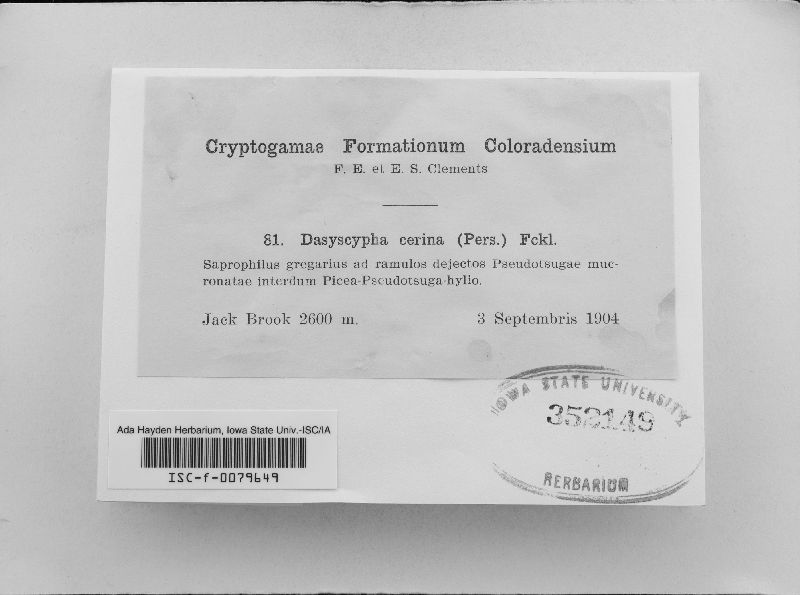 Cryptogamae Formationum Coloradensium
F. E. et E. S. Clements
81. Dasyscypha cerina (Pers.) Fckl.
Saprophilus gregarius ad ramulos dejectos Pseudotsugae muc-
ronatae interdum Picea-Pseudotsuga-hylio.
Jack Brook 2600 m. 3 Septembris 1904
IOWA STATE UNIVERSITY
352149
HERBARIUM
Ada Hayden Herbarium, Iowa State Univ.-ISC/IA
ISC-f-0079649